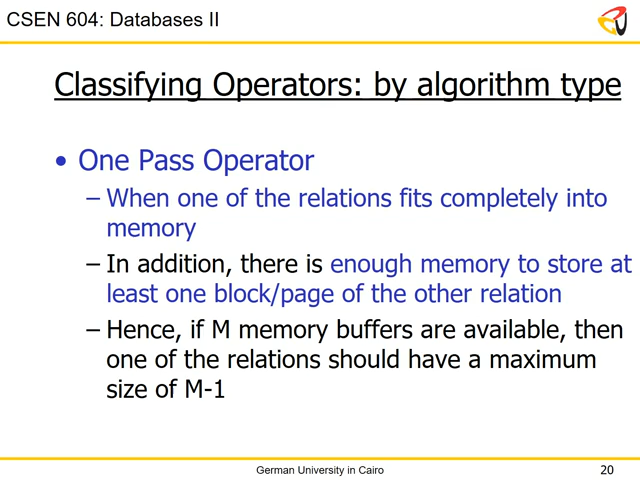 CSEN 604: Databases II
Classifying Operators: by algorithm type
• One Pass Operator
– When one of the relations fits completely into
memory
– In addition, there is enough memory to store at
least one block/page of the other relation
– Hence, if M memory buffers are available, then
one of the relations should have a maximum
size of M-1
German University in Cairo
20